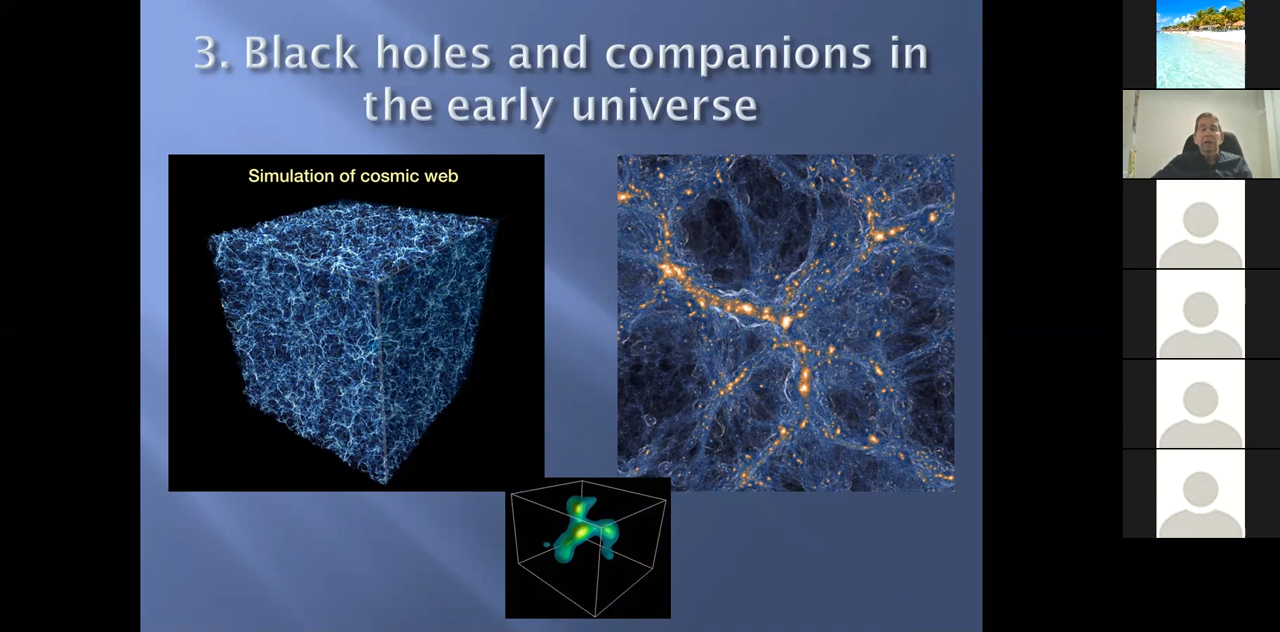 3. Black holes and companions in
the early universe
Simulation of cosmic web